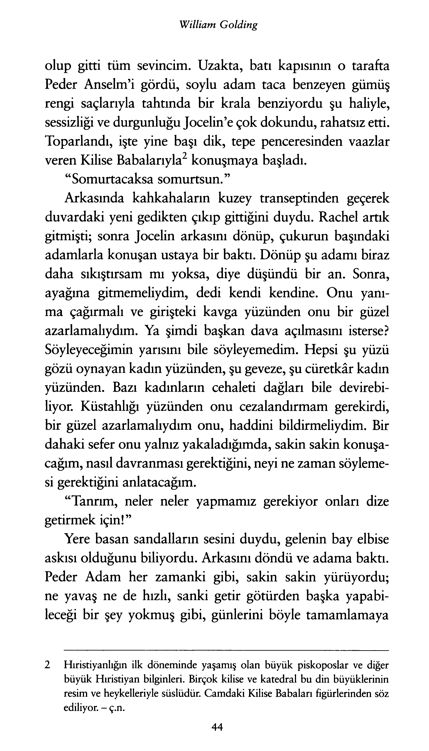 William Golding
olup gitti tüm sevincim. Uzakta, batı kapısının o tarafta
Peder Anselm’i gördü, soylu adam taca benzeyen gümüş
rengi saçlarıyla tahtında bir krala benziyordu şu haliyle,
sessizliği ve durgunluğu Jocelin’e çok dokundu, rahatsız etti.
Toparlandı, işte yine başı dik, tepe penceresinden vaazlar
veren Kilise Babalarıyla² konuşmaya başladı.
“Somurtacaksa somurtsun.”
Arkasında kahkahaların kuzey transeptinden geçerek
duvardaki yeni gedikten çıkıp gittiğini duydu. Rachel artık
gitmişti; sonra Jocelin arkasını dönüp, çukurun başındaki
adamlarla konuşan ustaya bir baktı. Dönüp şu adamı biraz
daha sıkıştırsam mı yoksa, diye düşündü bir an. Sonra,
ayağına gitmemeliydim, dedi kendi kendine. Onu yanı-
ma çağırmalı ve girişteki kavga yüzünden onu bir güzel
azarlamalıydım. Ya şimdi başkan dava açılmasını isterse?
Söyleyeceğimin yarısını bile söyleyemedim. Hepsi şu yüzü
gözü oynayan kadın yüzünden, şu geveze, şu cüretkâr kadın
yüzünden. Bazı kadınların cehaleti dağları bile devirebi-
liyor. Küstahlığı yüzünden onu cezalandırmam gerekirdi,
bir güzel azarlamalıydım onu, haddini bildirmeliydim. Bir
dahaki sefer onu yalnız yakaladığımda, sakin sakin konuşa-
cağım, nasıl davranması gerektiğini, neyi ne zaman söyleme-
si gerektiğini anlatacağım.
“Tanrım, neler neler yapmamız gerekiyor onları dize
getirmek için!”
Yere basan sandalların sesini duydu, gelenin bay elbise
askısı olduğunu biliyordu. Arkasını döndü ve adama baktı.
Peder Adam her zamanki gibi, sakin sakin yürüyordu;
ne yavaş ne de hızlı, sanki getir götürden başka yapabi-
leceği bir şey yokmuş gibi, günlerini böyle tamamlamaya
2 Hıristiyanlığın ilk döneminde yaşamış olan büyük piskoposlar ve diğer
büyük Hıristiyan bilginleri. Birçok kilise ve katedral bu din büyüklerinin
resim ve heykelleriyle süslüdür. Camdaki Kilise Babaları figürlerinden söz
ediliyor. – ç.n.
44